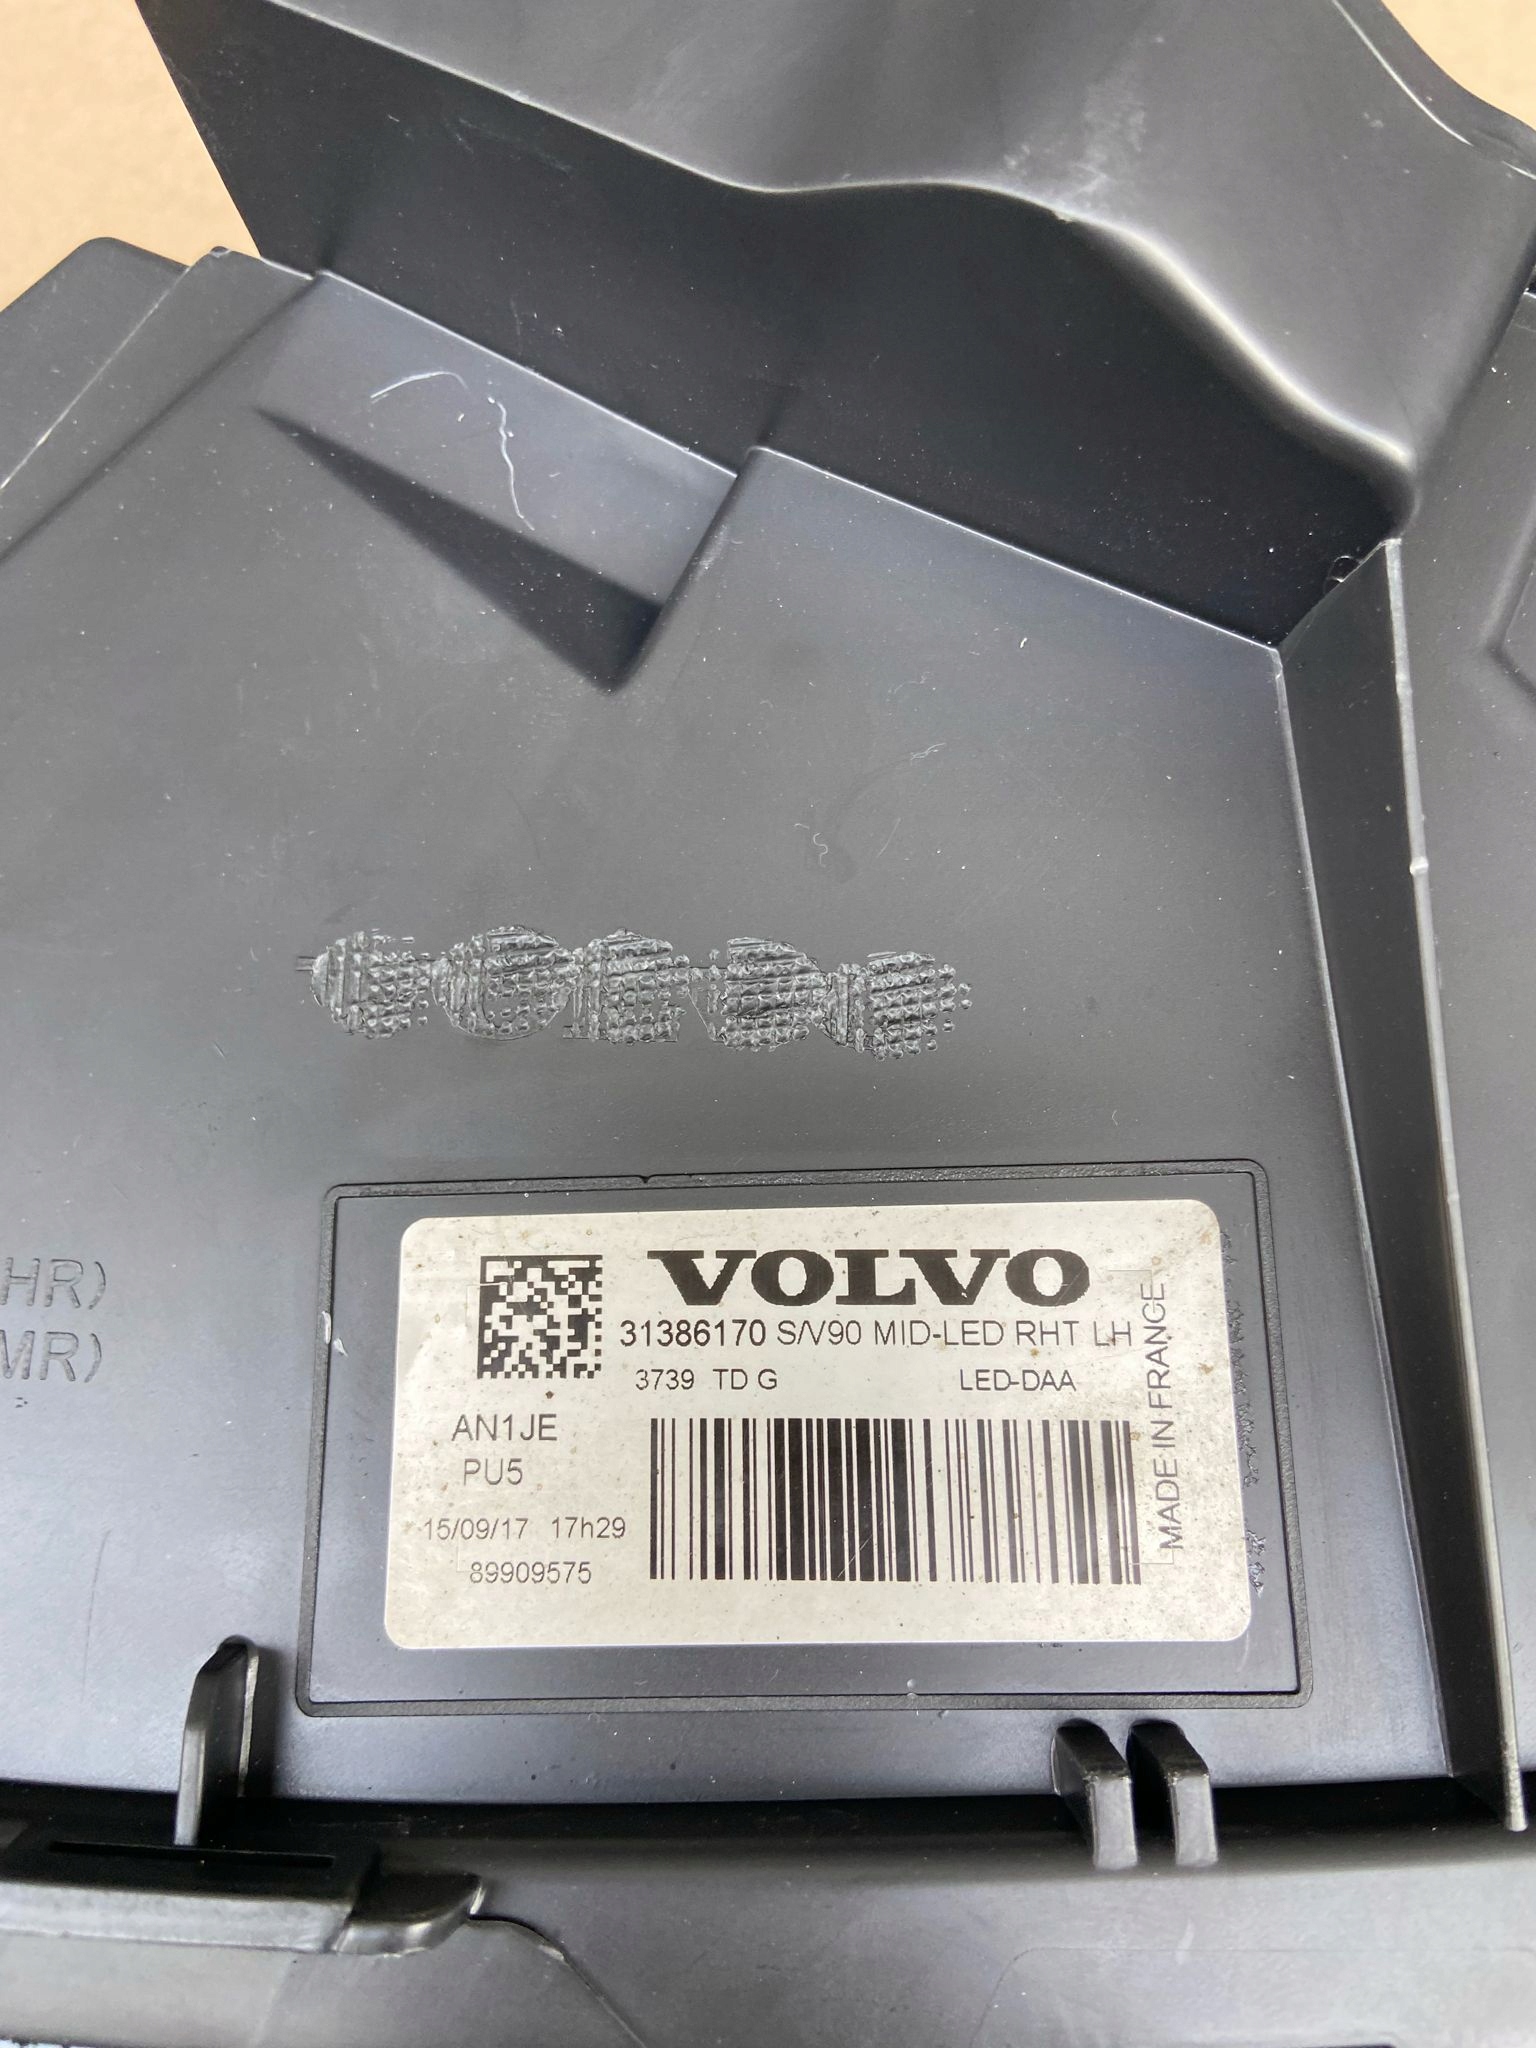 HR)
MR)
VOLVO
31386170 S/V90 MID-LED RHT LH
3739 TD G LED-DAA
AN1JE
PU5
15/09/17 17h29
89909575
MADE IN FRANCE